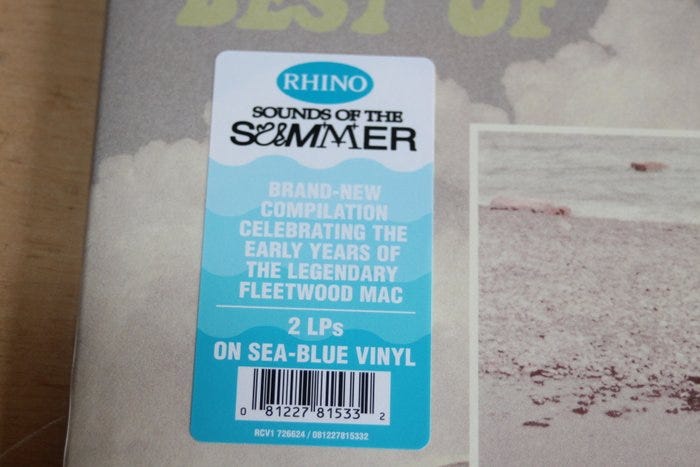 BEST OF
RHINO
SOUNDS OF THE
SUMMER
BRAND-NEW
COMPILATION
CELEBRATING THE
EARLY YEARS OF
THE LEGENDARY
FLEETWOOD MAC
2 LPs
ON SEA-BLUE VINYL
0 81227 81533 2
RCV1 726624 / 081227815332